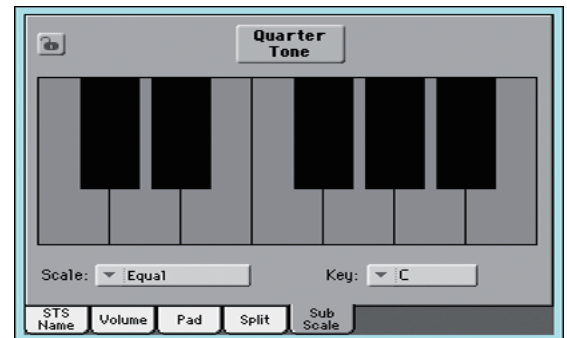 Quarter
Tone
Scale: Equal
Key: C
STS
Name
Volume
Pad
Split
Sub
Scale